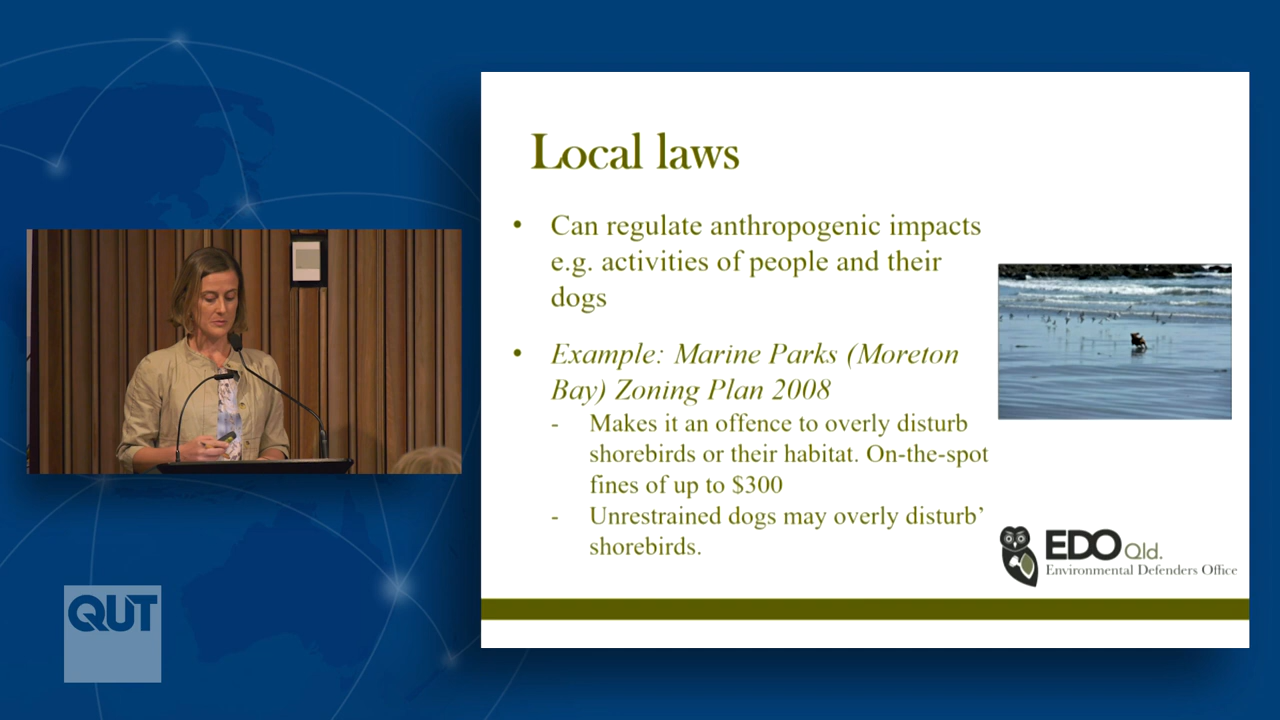 Local laws
• Can regulate anthropogenic impacts
e.g. activities of people and their
dogs
• Example: Marine Parks (Moreton
Bay) Zoning Plan 2008
- Makes it an offence to overly disturb
shorebirds or their habitat. On-the-spot
fines of up to $300
- Unrestrained dogs may overly disturb’
shorebirds.
EDO Qld.
Environmental Defenders Office
QUT